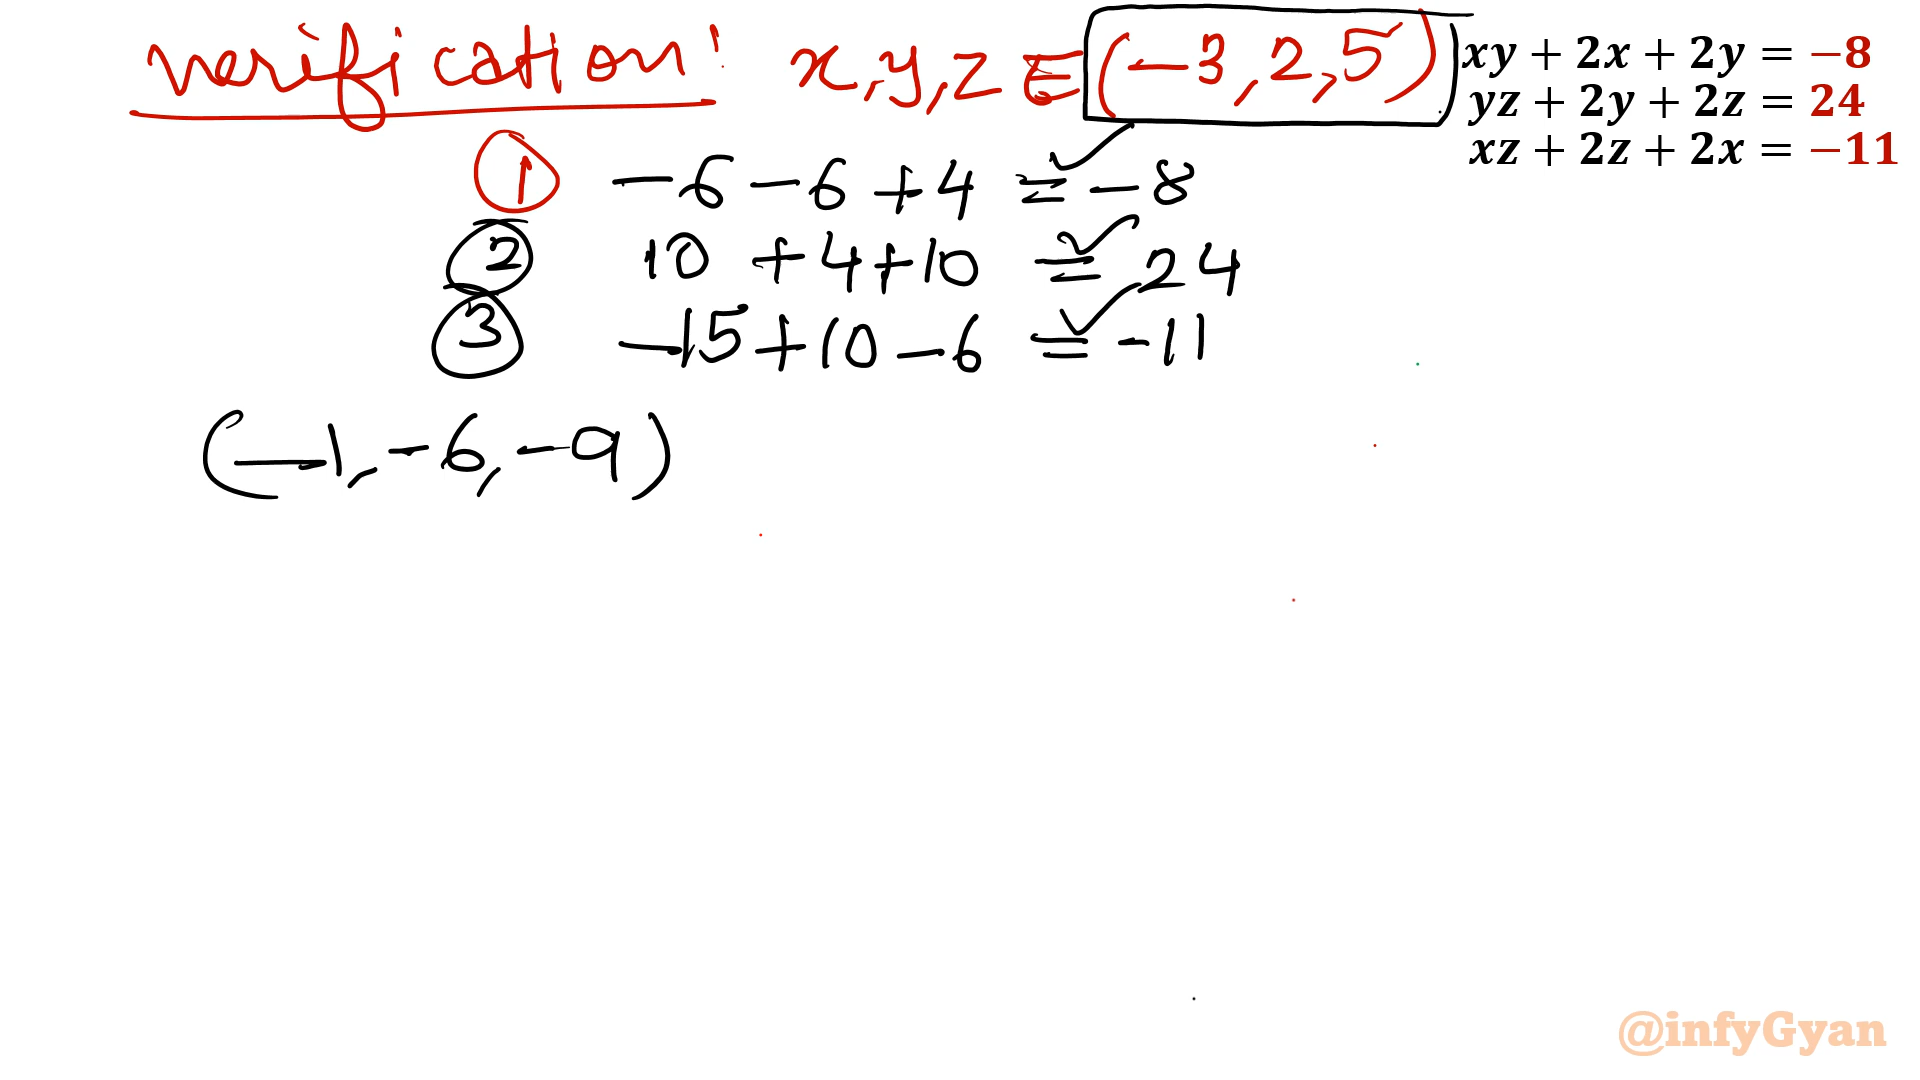 verification: x, y, z ∈ (-3, 2, 5)
xy + 2x + 2y = -8
yz + 2y + 2z = 24
xz + 2z + 2x = -11
① -6 - 6 + 4 = -8
② 10 + 4 + 10 = 24
③ -15 + 10 - 6 = -11
(-1, -6, -9)
@infyGyan